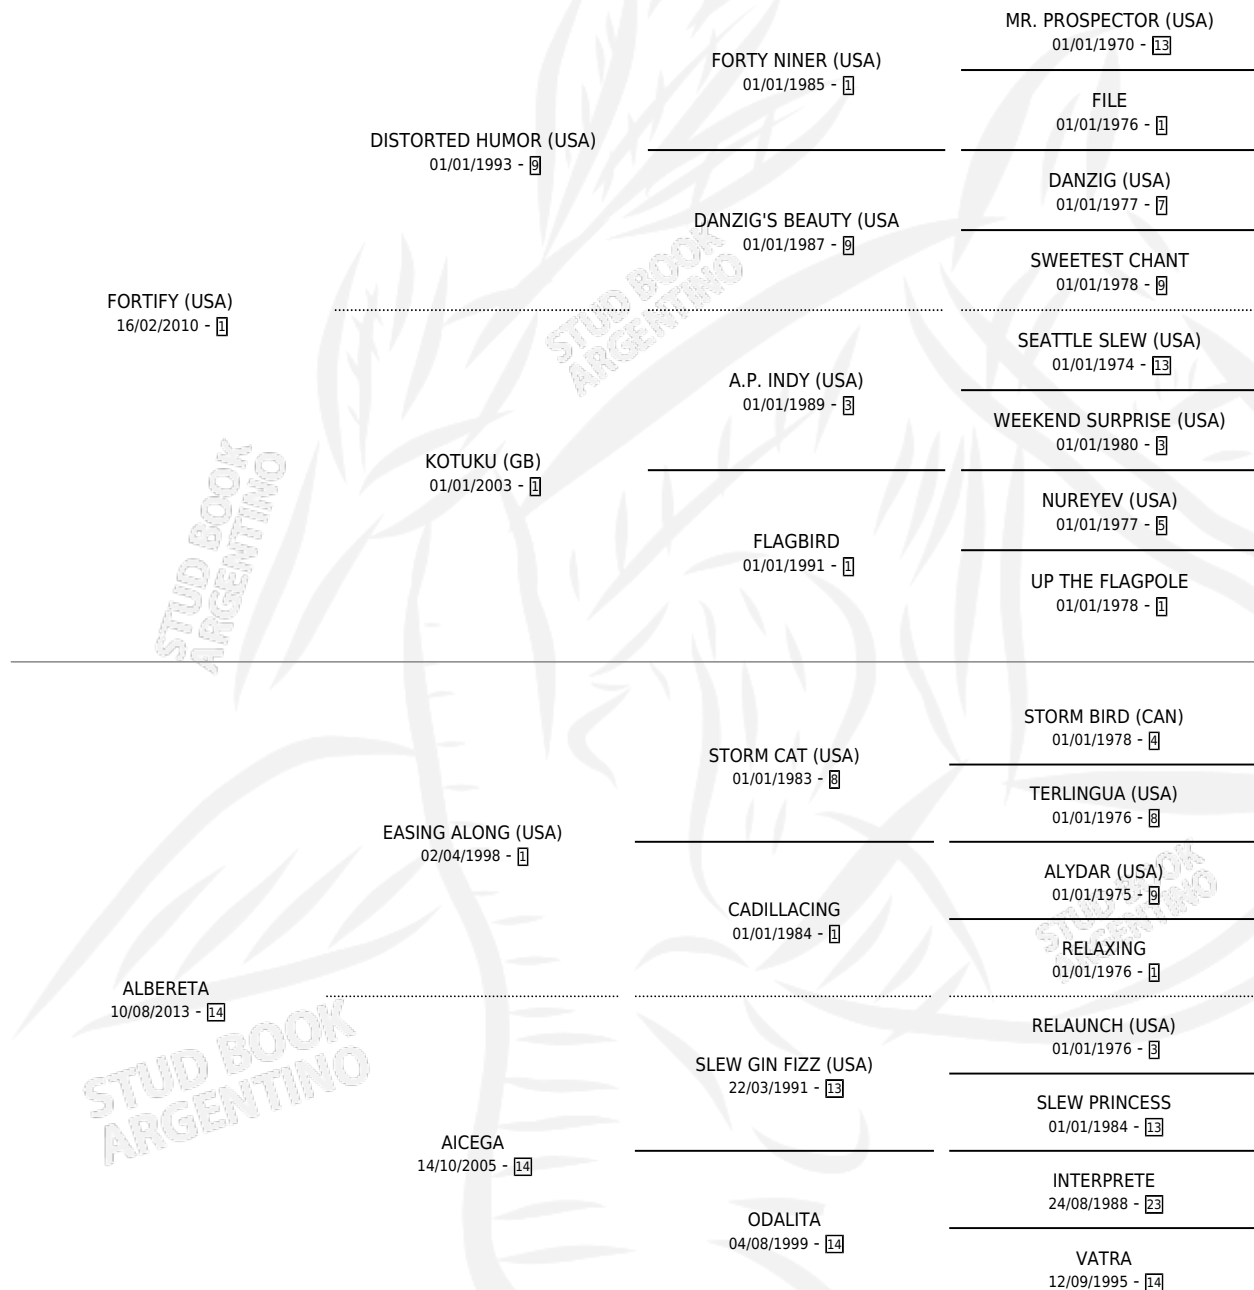 MR. PROSPECTOR (USA)
01/01/1970 - 13
FORTY NINER (USA)
01/01/1985 - 1
FILE
01/01/1976 - 1
DISTORTED HUMOR (USA)
01/01/1993 - 9
DANZIG (USA)
01/01/1977 - 7
DANZIG'S BEAUTY (USA
01/01/1987 - 9
SWEETEST CHANT
01/01/1978 - 9
FORTIFY (USA)
16/02/2010 - 1
STUD BOOK
ARGENTINO
SEATTLE SLEW (USA)
01/01/1974 - 13
A.P. INDY (USA)
01/01/1989 - 3
WEEKEND SURPRISE (USA)
01/01/1980 - 3
KOTUKU (GB)
01/01/2003 - 1
NUREYEV (USA)
01/01/1977 - 5
FLAGBIRD
01/01/1991 - 1
UP THE FLAGPOLE
01/01/1978 - 1
STUD BOOK
ARGENTINO
STORM BIRD (CAN)
01/01/1978 - 4
STORM CAT (USA)
01/01/1983 - 8
TERLINGUA (USA)
01/01/1976 - 8
EASING ALONG (USA)
02/04/1998 - 1
ALYDAR (USA)
01/01/1975 - 9
CADILLACING
01/01/1984 - 1
RELAXING
01/01/1976 - 1
STUD BOOK
ARGENTINO
ALBERETA
10/08/2013 - 14
RELAUNCH (USA)
01/01/1976 - 3
SLEW GIN FIZZ (USA)
22/03/1991 - 13
SLEW PRINCESS
01/01/1984 - 13
STUD BOOK
ARGENTINO
AICEGA
14/10/2005 - 14
INTERPRETE
24/08/1988 - 23
ODALITA
04/08/1999 - 14
VATRA
12/09/1995 - 14